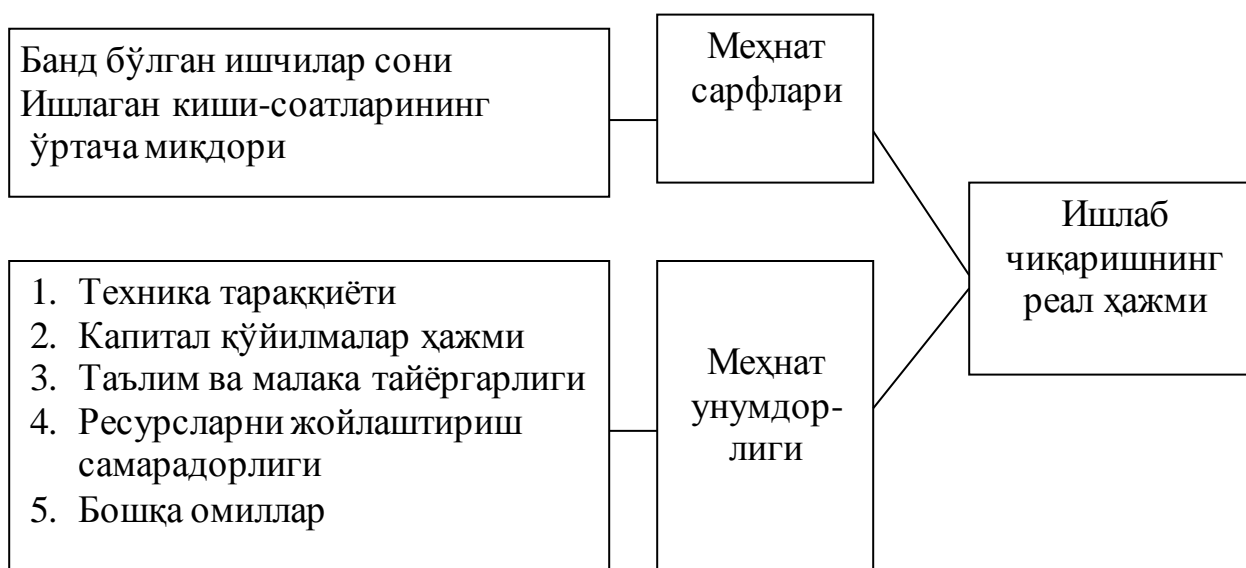 Банд бўлган ишчилар сони
Ишлаган киши-соатларининг
ўртача миқдори
Меҳнат
сарфлари
Ишлаб
чиқаришнинг
реал ҳажми
1. Техника тараққиёти
2. Капитал қўйилмалар ҳажми
3. Таълим ва малака тайёргарлиги
4. Ресурсларни жойлаштириш
самарадорлиги
5. Бошқа омиллар
Меҳнат
унумдор-
лиги